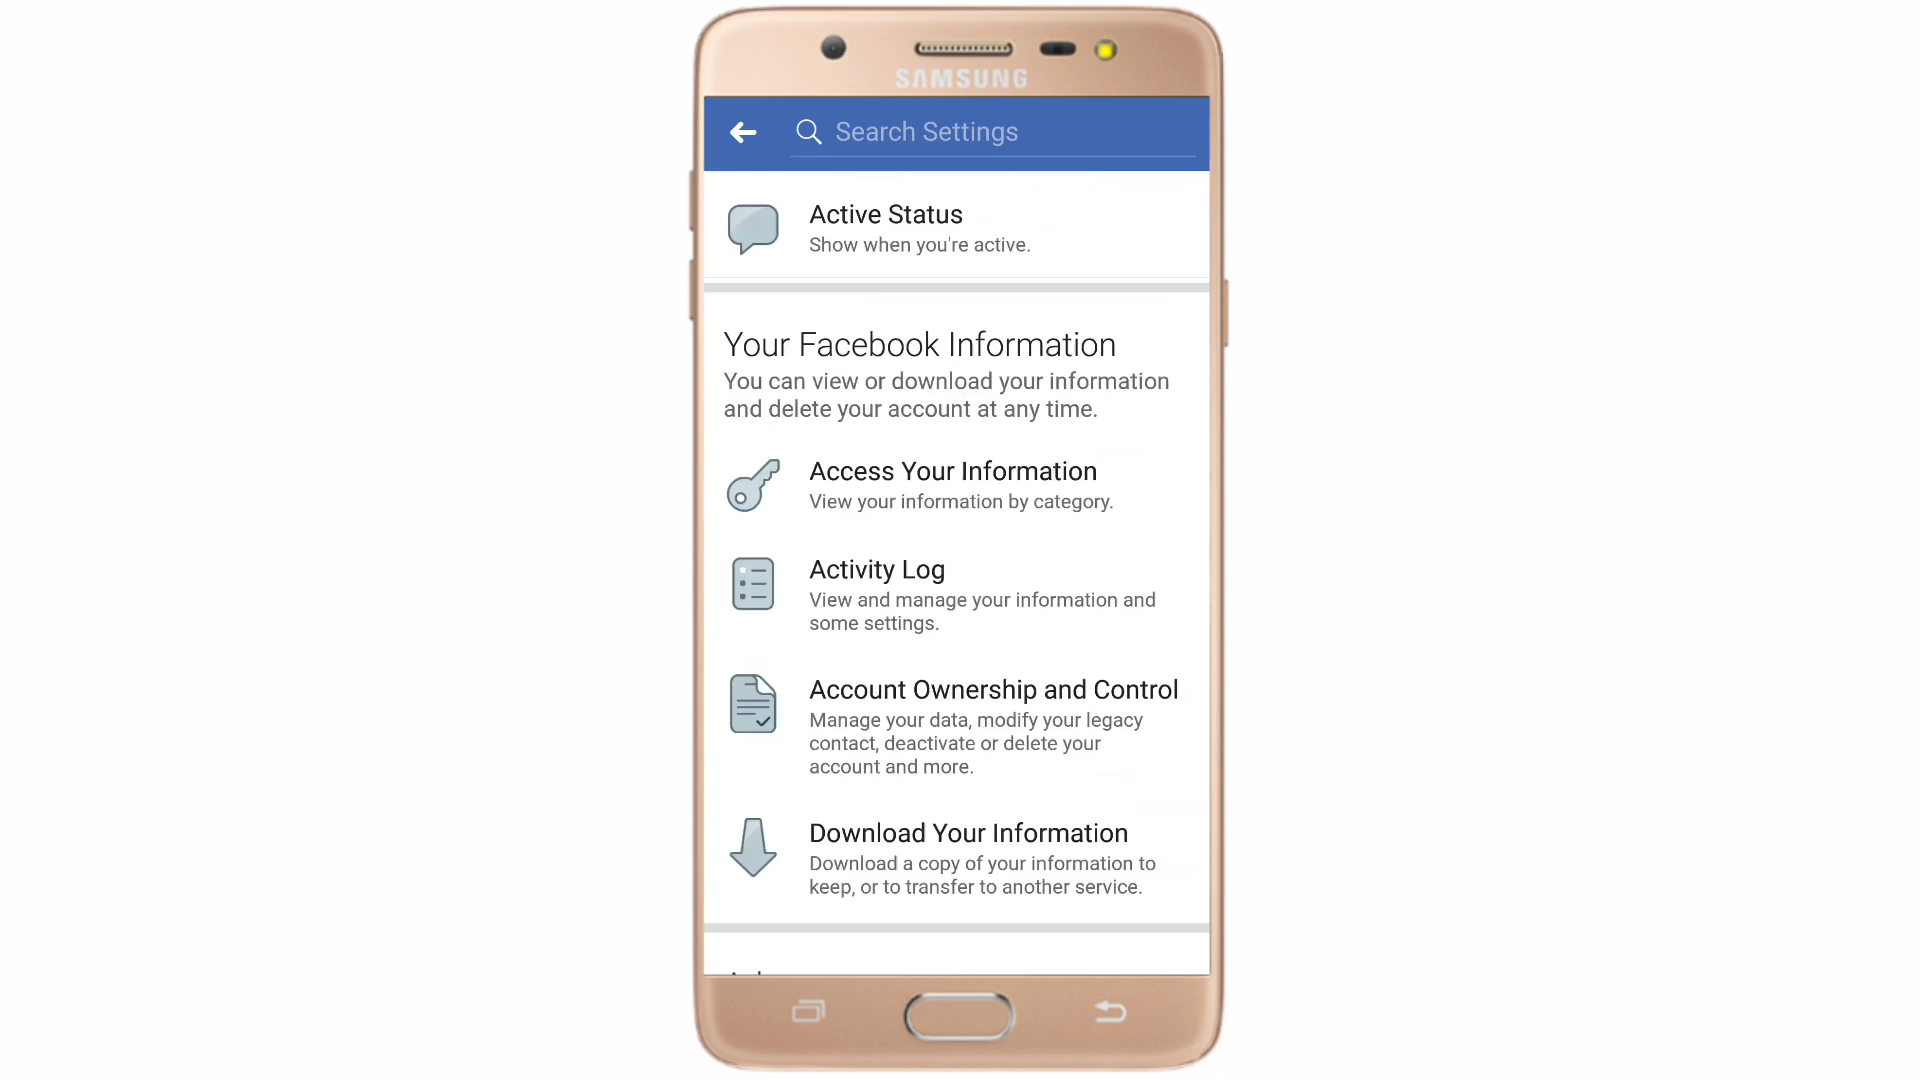 SAMSUNG
Search Settings
Active Status
Show when you're active.
Your Facebook Information
You can view or download your information
and delete your account at any time.
Access Your Information
View your information by category.
Activity Log
View and manage your information and
some settings.
Account Ownership and Control
Manage your data, modify your legacy
contact, deactivate or delete your
account and more.
Download Your Information
Download a copy of your information to
keep, or to transfer to another service.